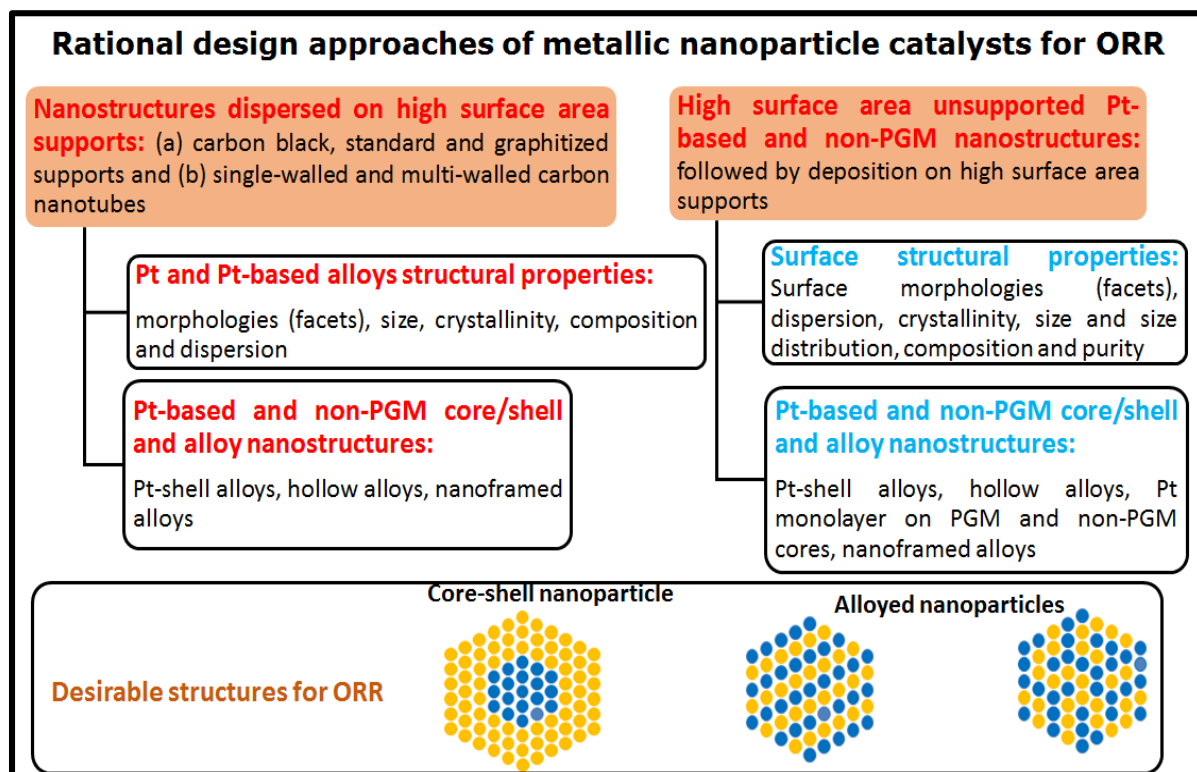 Rational design approaches of metallic nanoparticle catalysts for ORR
Nanostructures dispersed on high surface area
supports: (a) carbon black, standard and graphitized
supports and (b) single-walled and multi-walled carbon
nanotubes
High surface area unsupported Pt-
based and non-PGM nanostructures:
followed by deposition on high surface area
supports
Pt and Pt-based alloys structural properties:
morphologies (facets), size, crystallinity, composition
and dispersion
Surface structural properties:
Surface morphologies (facets),
dispersion, crystallinity, size and size
distribution, composition and purity
Pt-based and non-PGM core/shell
and alloy nanostructures:
Pt-shell alloys, hollow alloys, nanoframed
alloys
Pt-based and non-PGM core/shell
and alloy nanostructures:
Pt-shell alloys, hollow alloys, Pt
monolayer on PGM and non-PGM
cores, nanoframed alloys
Core-shell nanoparticle
Alloyed nanoparticles
Desirable structures for ORR